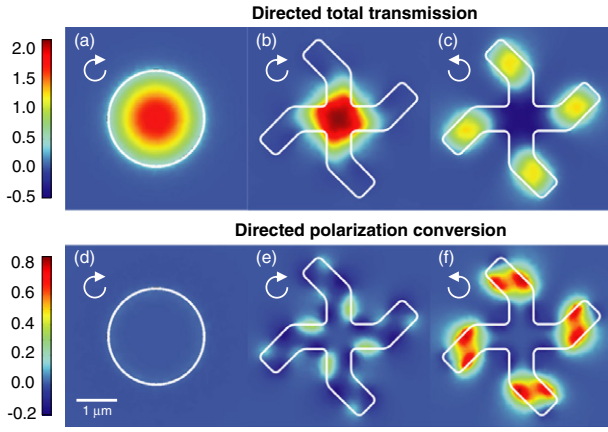 Directed total transmission
(a) (b) (c)
2.0
1.5
1.0
0.5
0.0
-0.5
Directed polarization conversion
(d) (e) (f)
0.8
0.6
0.4
0.2
0.0
-0.2
1 μm